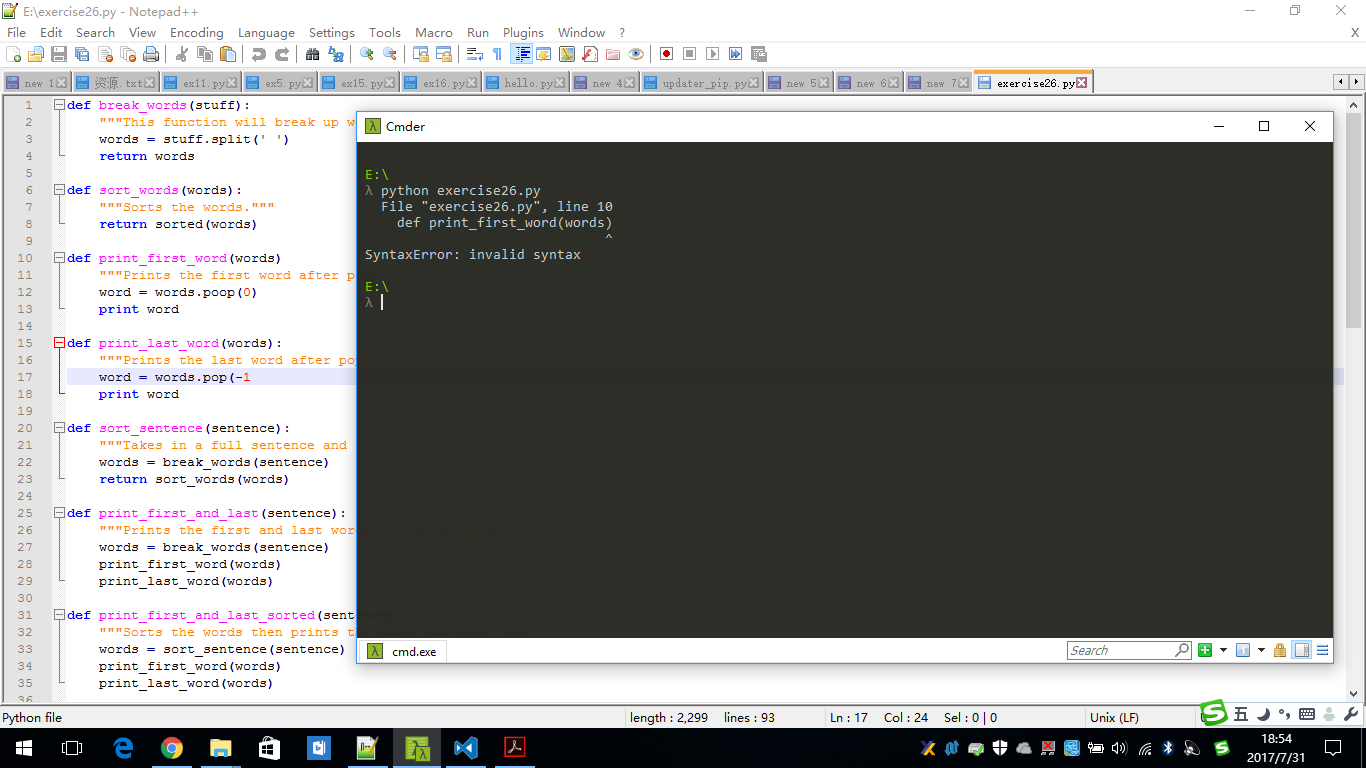 E:\exercise26.py - Notepad++
File Edit Search View Encoding Language Settings Tools Macro Run Plugins Window ? X
new 1 资源.txt ex11.py ex5.py ex15.py ex16.py hello.py new 4 updater_pip.py new 5 new 6 new 7 exercise26.py
1 def break_words(stuff):
2 """This function will break up w
3 words = stuff.split(' ')
4 return words
5
6 def sort_words(words):
7 """Sorts the words."""
8 return sorted(words)
9
10 def print_first_word(words)
11 """Prints the first word after p
12 word = words.poop(0)
13 print word
14
15 def print_last_word(words):
16 """Prints the last word after po
17 word = words.pop(-1
18 print word
19
20 def sort_sentence(sentence):
21 """Takes in a full sentence and
22 words = break_words(sentence)
23 return sort_words(words)
24
25 def print_first_and_last(sentence):
26 """Prints the first and last wor
27 words = break_words(sentence)
28 print_first_word(words)
29 print_last_word(words)
30
31 def print_first_and_last_sorted(sent
32 """Sorts the words then prints t
33 words = sort_sentence(sentence)
34 print_first_word(words)
35 print_last_word(words)
36
Cmder
E:\
λ python exercise26.py
File "exercise26.py", line 10
def print_first_word(words)
^
SyntaxError: invalid syntax
E:\
λ
cmd.exe
Search
Python file length : 2,299 lines : 93 Ln : 17 Col : 24 Sel : 0 | 0 Unix (LF)
五
18:54
2017/7/31